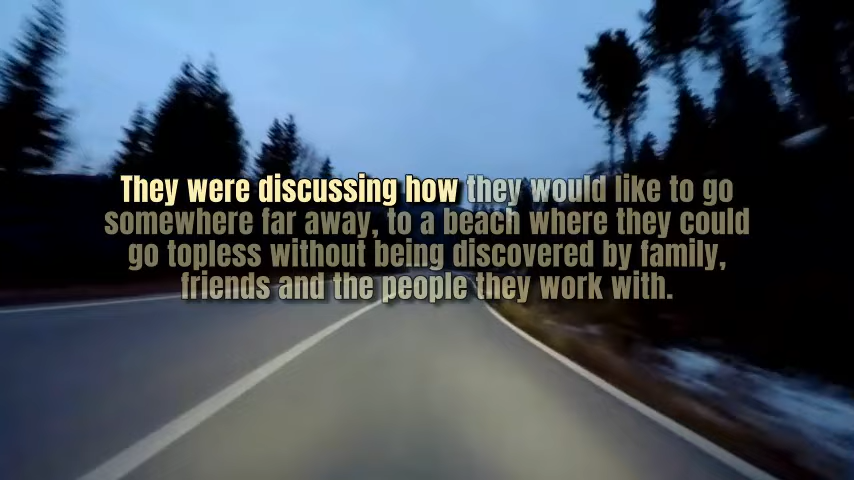 They were discussing how they would like to go
somewhere far away, to a beach where they could
go topless without being discovered by family,
friends and the people they work with.